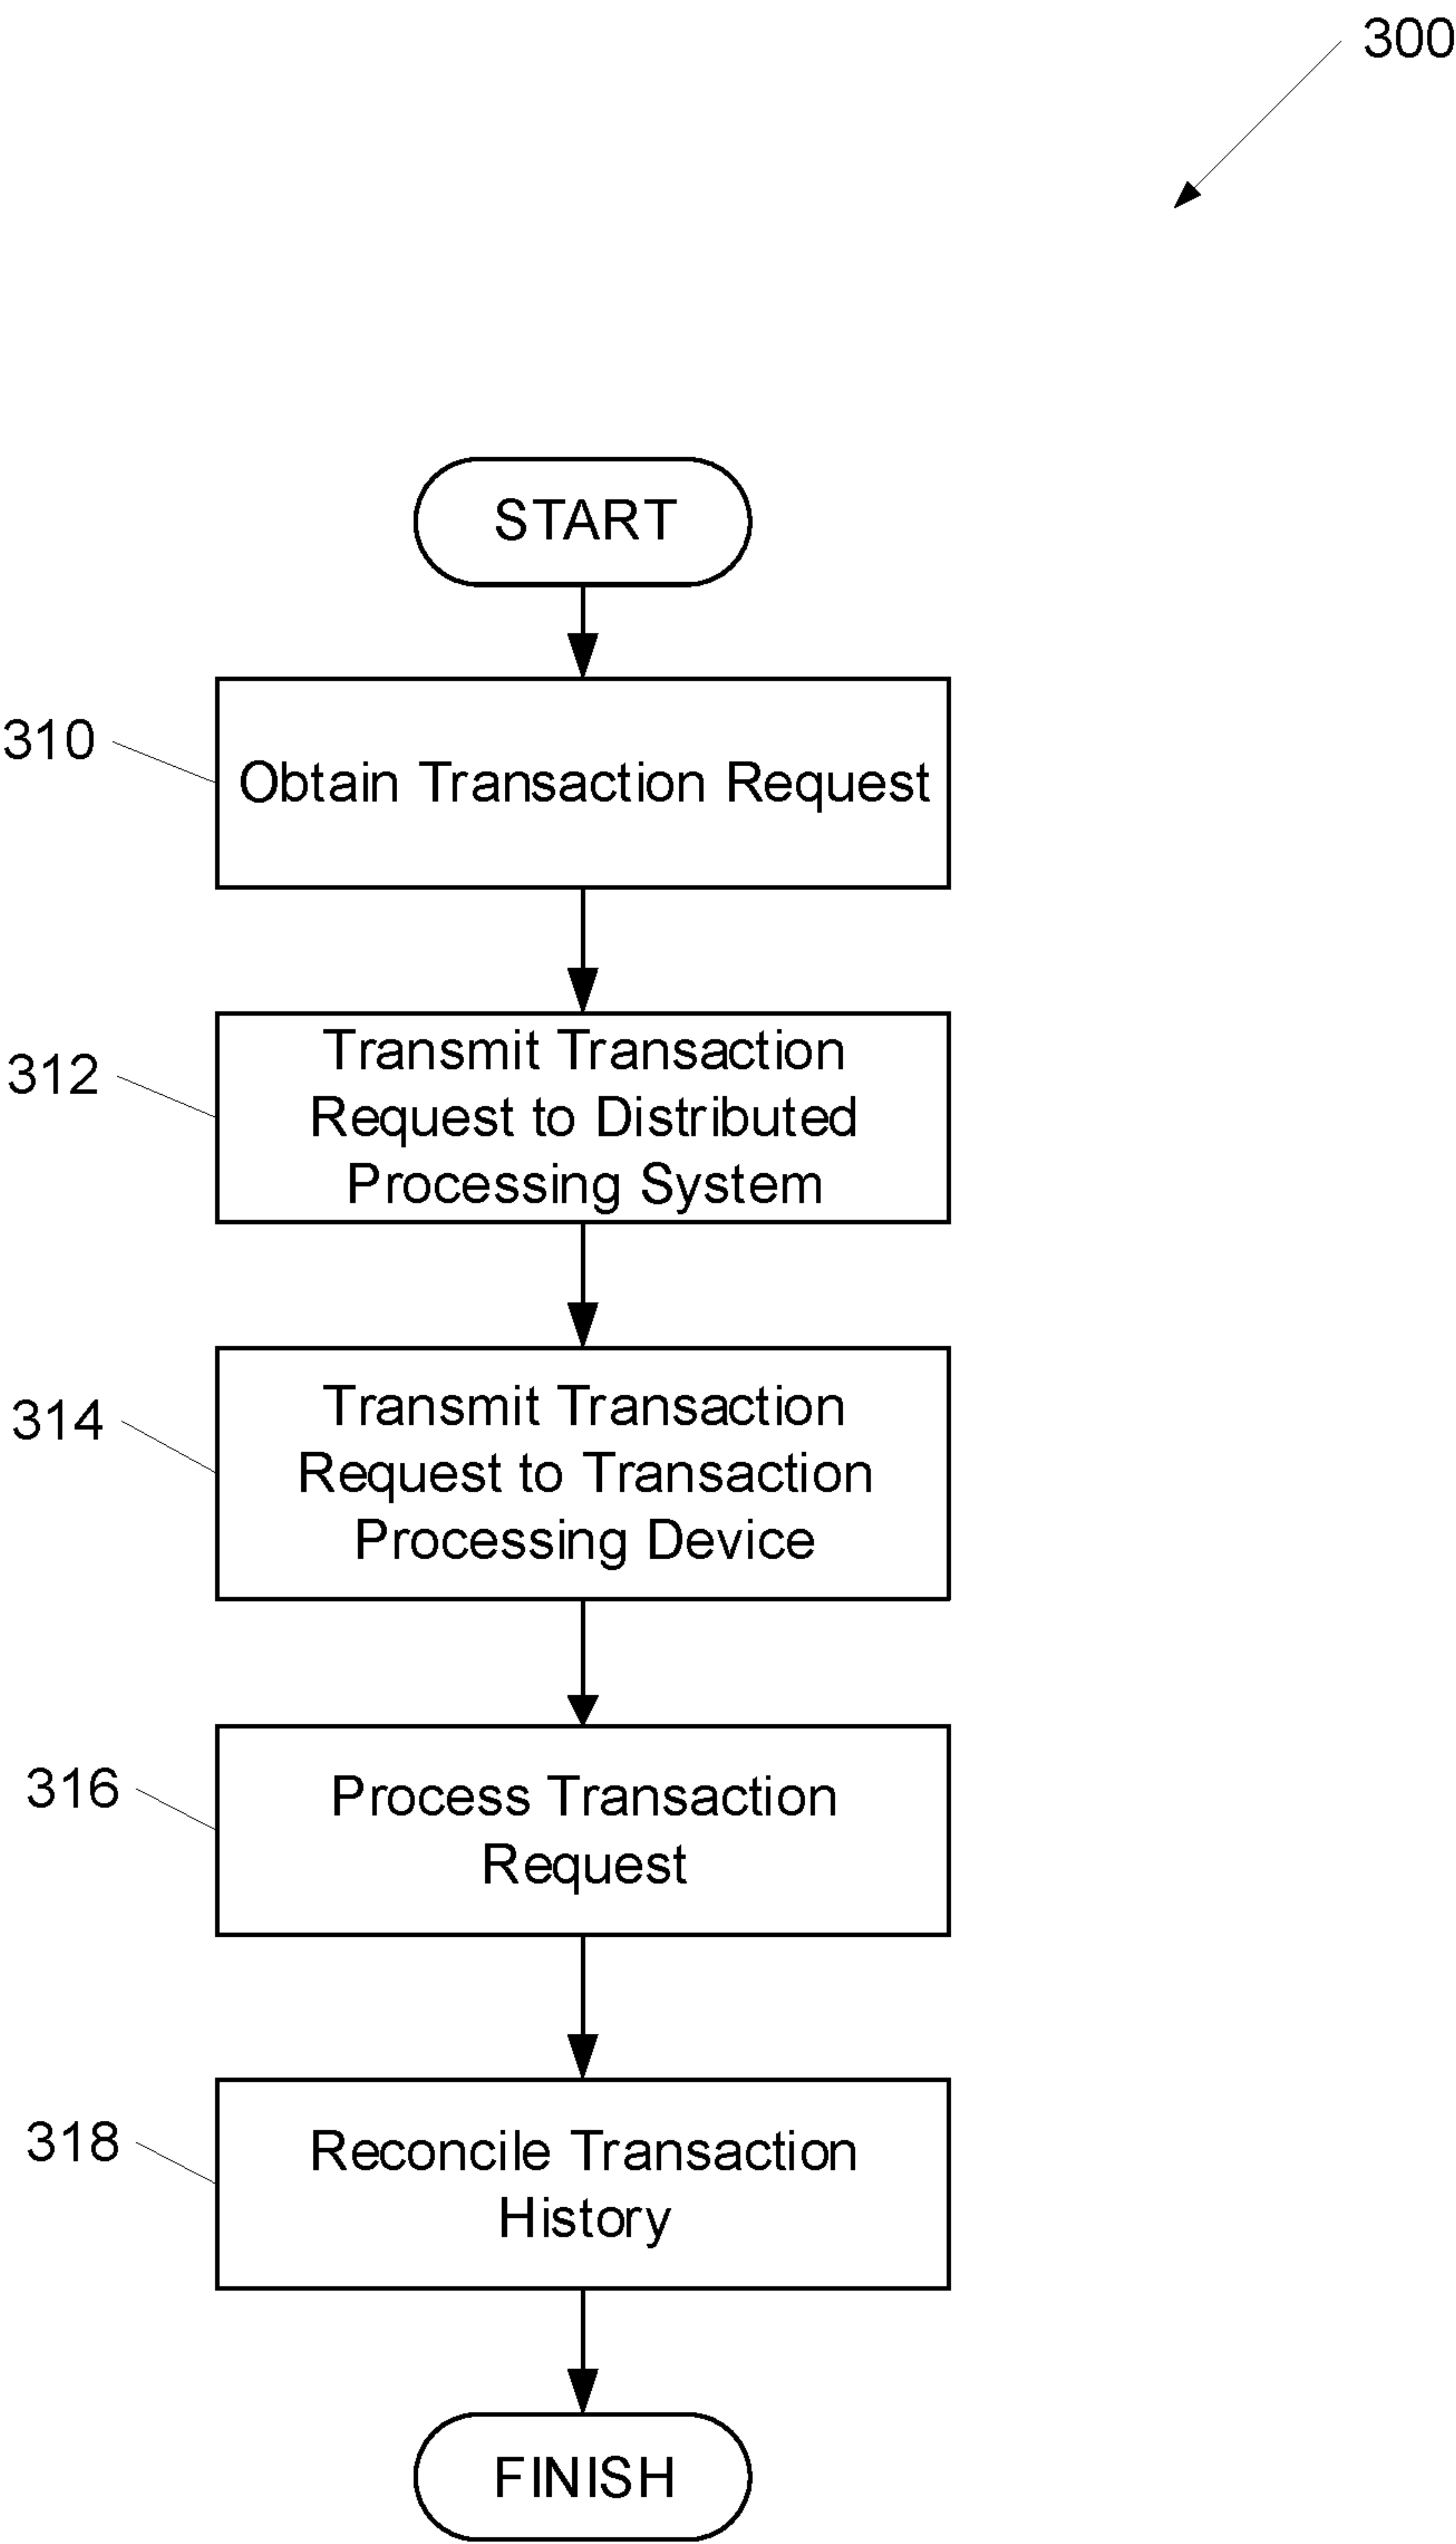 300
START
310
Obtain Transaction Request
312
Transmit Transaction
Request to Distributed
Processing System
314
Transmit Transaction
Request to Transaction
Processing Device
316
Process Transaction
Request
318
Reconcile Transaction
History
FINISH